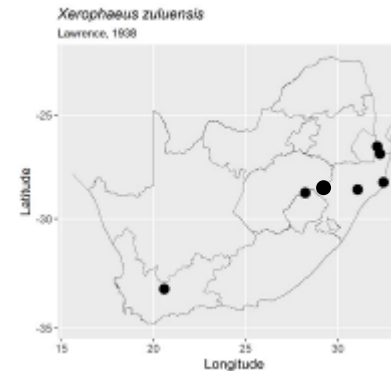 Xerophaeus zuluensis
Lawrence, 1938
-25
-30
-35
Latitude
15
20
25
30
Longitude